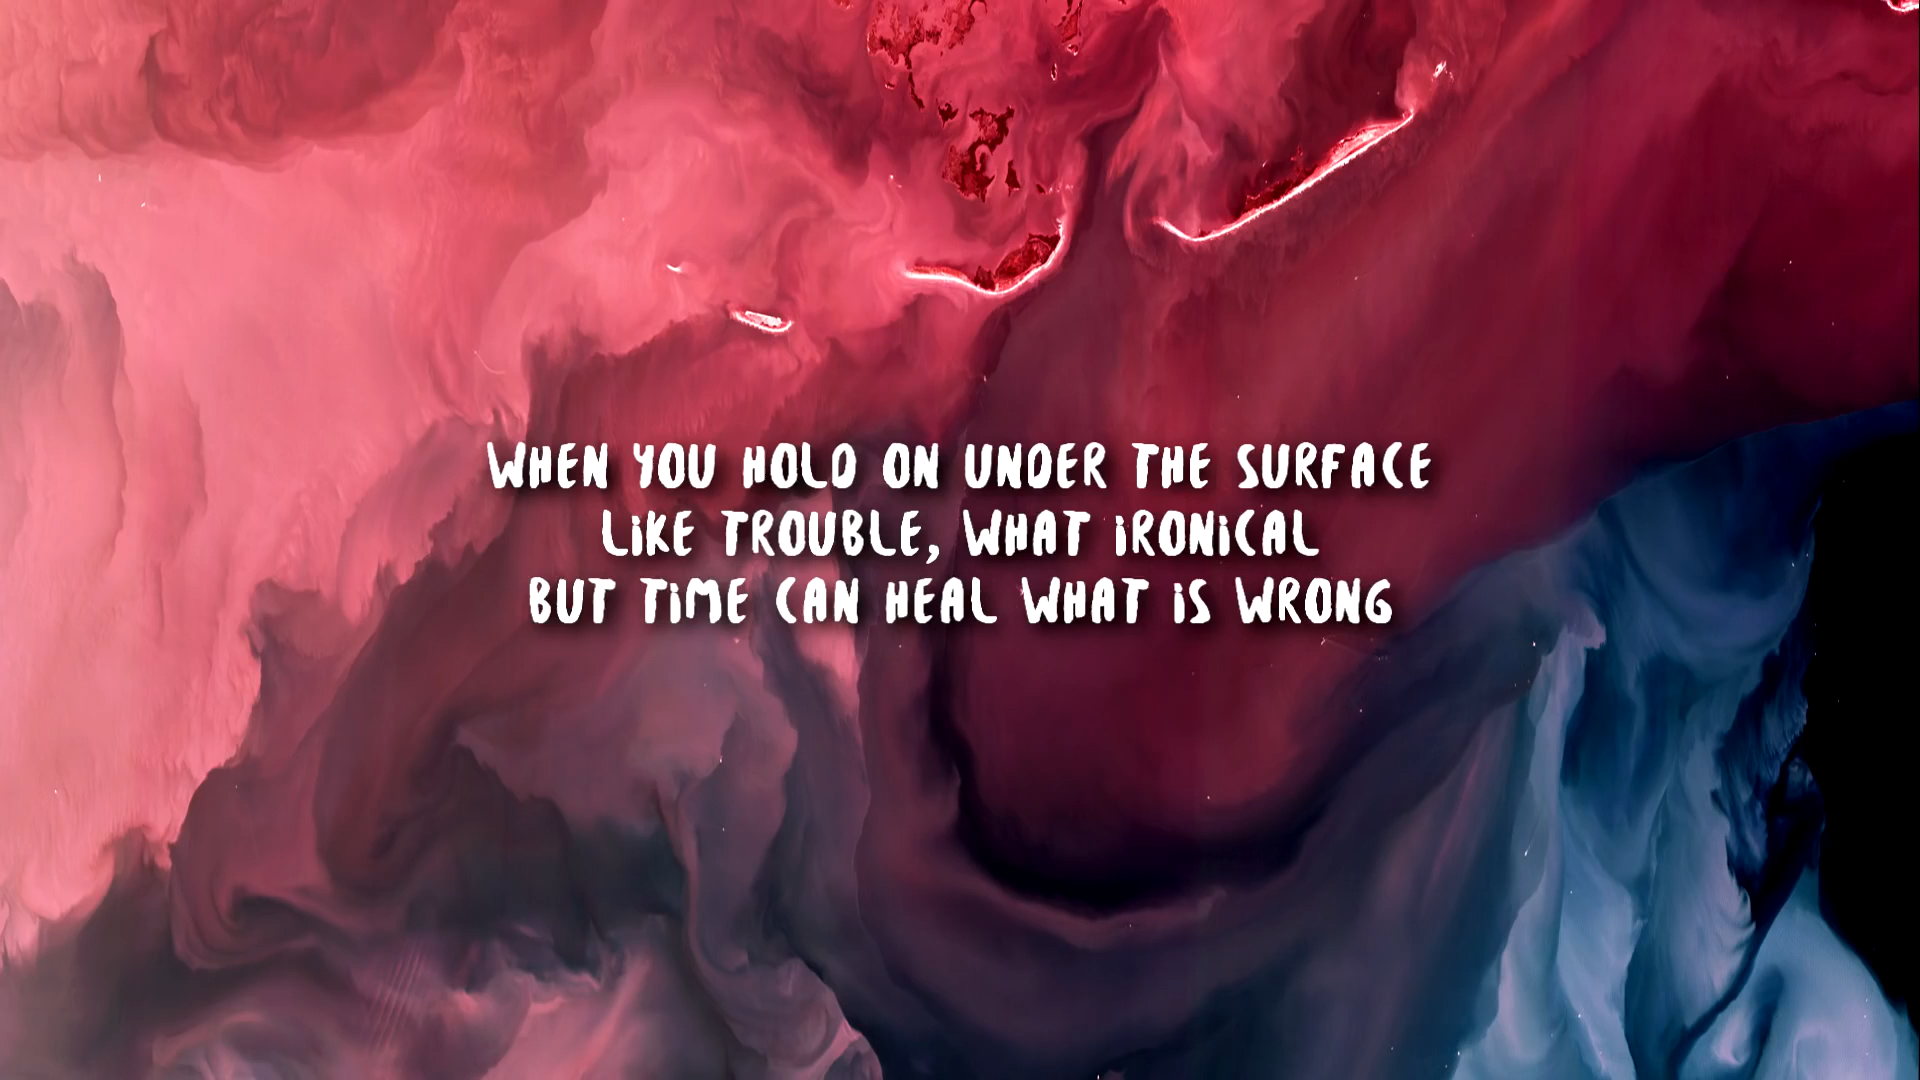 WHEN YOU HOLD ON UNDER THE SURFACE
LIKE TROUBLE, WHAT IRONICAL
BUT TIME CAN HEAL WHAT IS WRONG